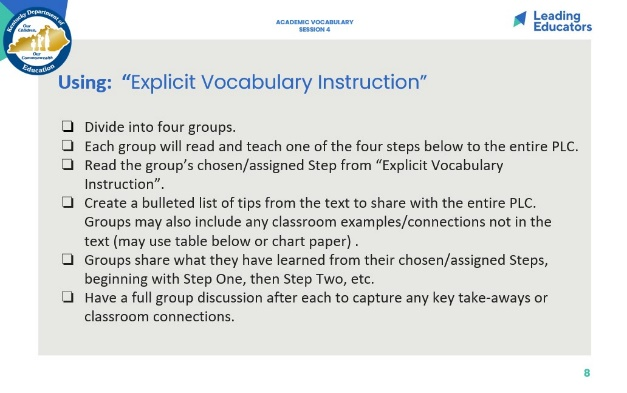 Kentucky Department of
Our
Children,
Our
Commonwealth
Education
ACADEMIC VOCABULARY
SESSION 4
Leading
Educators
Using: “Explicit Vocabulary Instruction”
❑ Divide into four groups.
❑ Each group will read and teach one of the four steps below to the entire PLC.
❑ Read the group’s chosen/assigned Step from “Explicit Vocabulary
Instruction”.
❑ Create a bulleted list of tips from the text to share with the entire PLC.
Groups may also include any classroom examples/connections not in the
text (may use table below or chart paper) .
❑ Groups share what they have learned from their chosen/assigned Steps,
beginning with Step One, then Step Two, etc.
❑ Have a full group discussion after each to capture any key take-aways or
classroom connections.
8